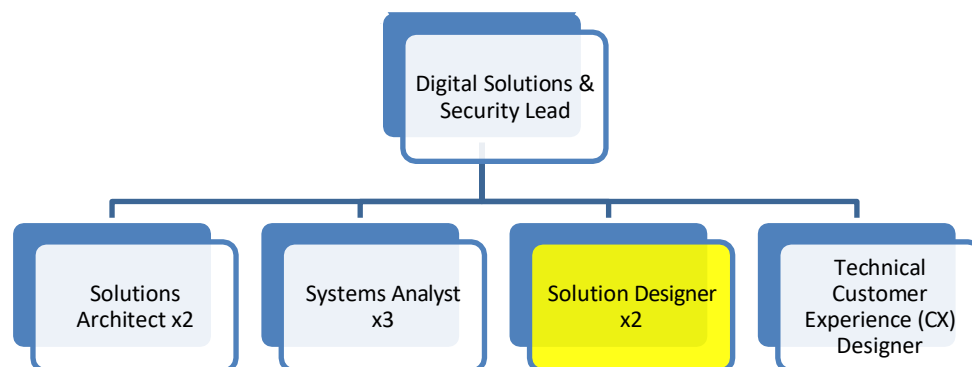 Digital Solutions &
Security Lead
Solutions
Architect x2
Systems Analyst
x3
Solution Designer
x2
Technical
Customer
Experience (CX)
Designer